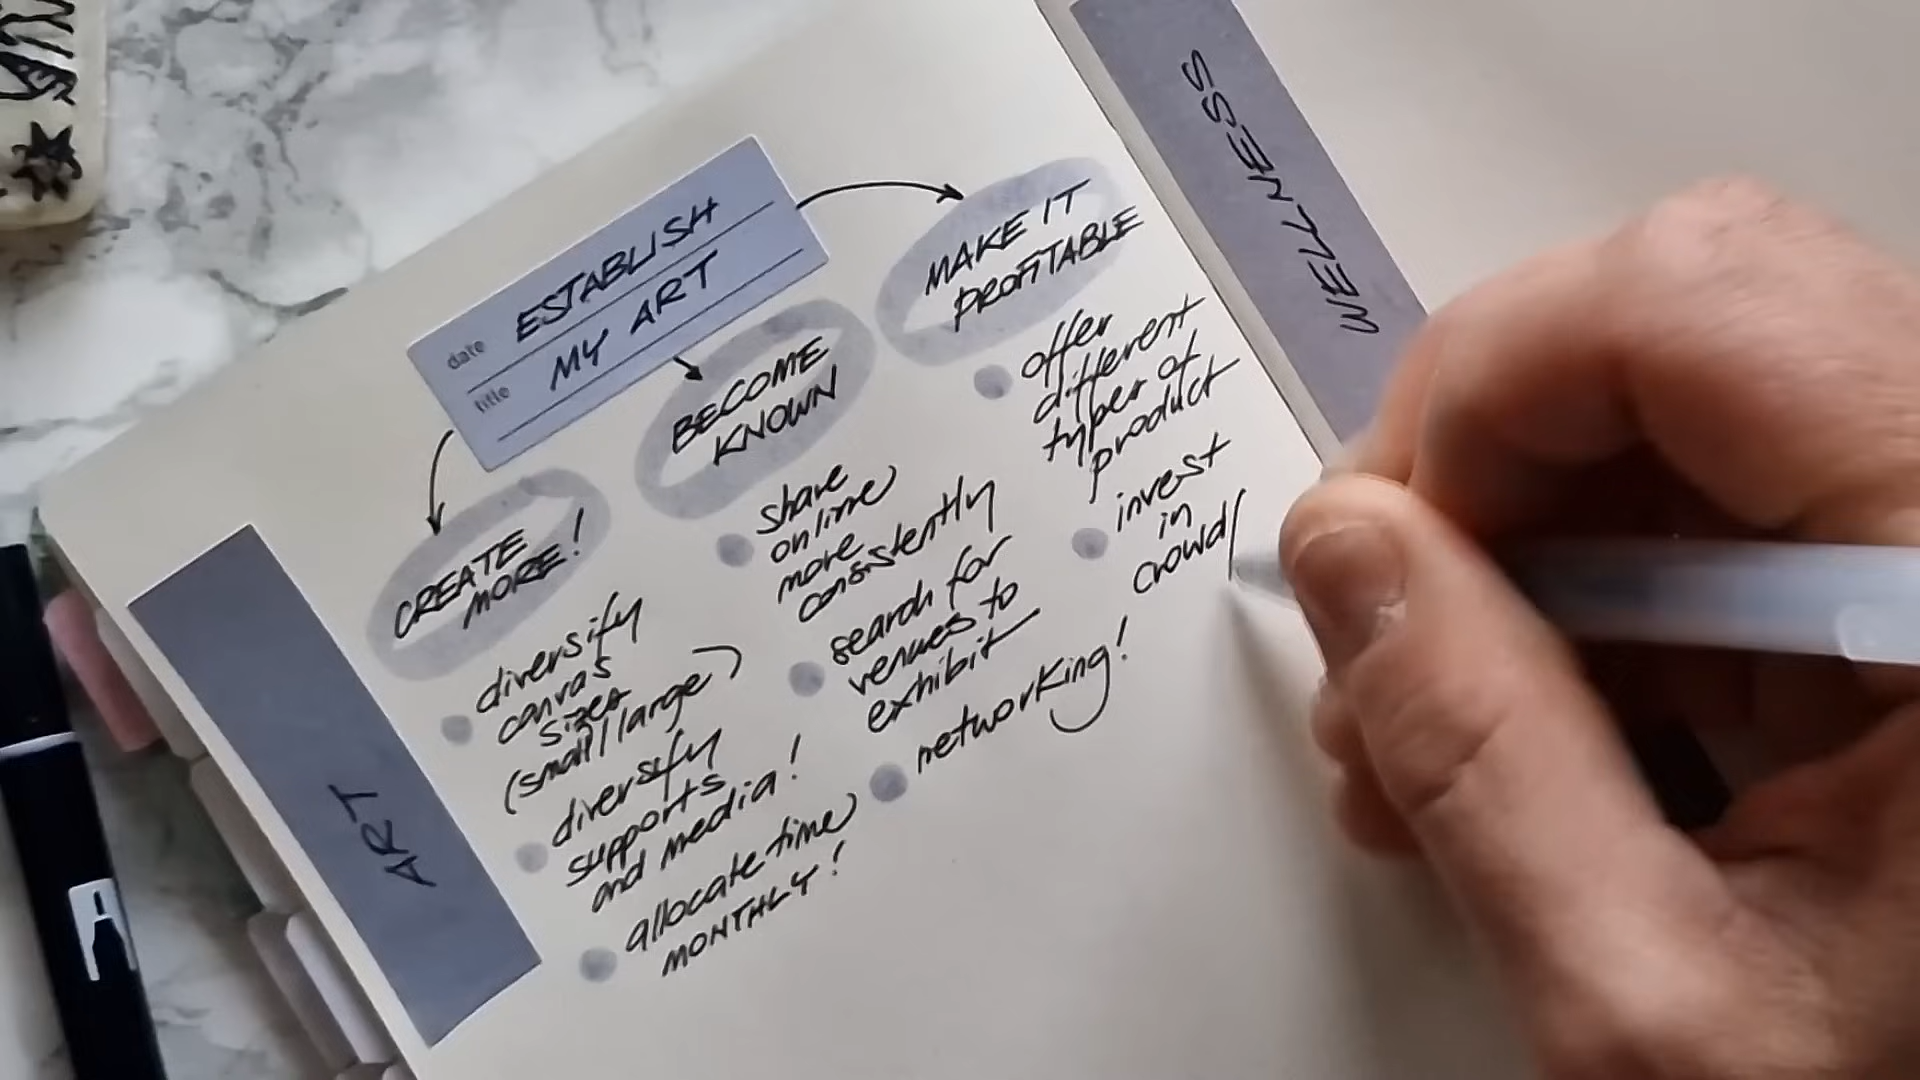 WELLNESS
date ESTABLISH
title MY ART
MAKE IT
PROFITABLE
offer
different
types of
product
invest
in
crowd/
BECOME
KNOWN
share
online
more
consistently
search for
venues to
exhibit
networking!
CREATE
MORE!
diversify
canvas
sizes
(small/large)
diversify
supports
and media!
allocate time
MONTHLY!
ART